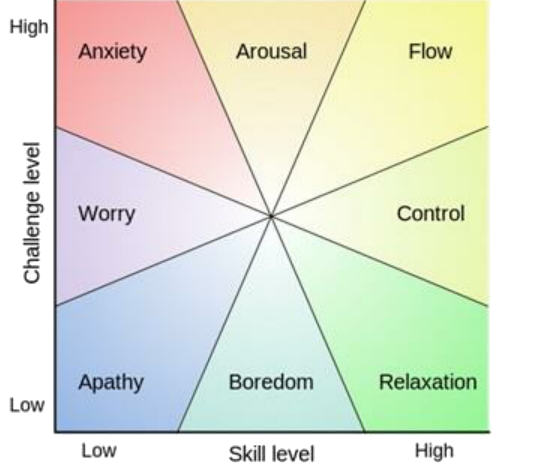 High
Anxiety
Arousal
Flow
Challenge level
Worry
Control
Apathy
Boredom
Relaxation
Low
Low
Skill level
High